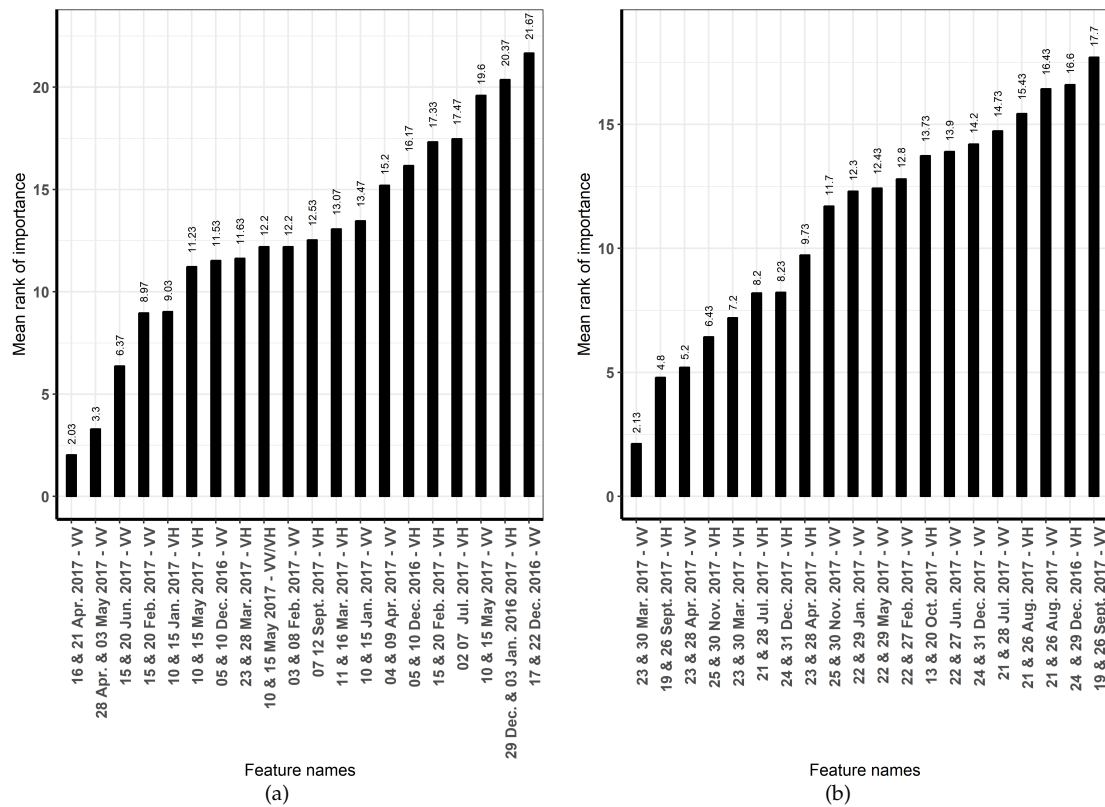 Mean rank of importance
20
15
10
5
0
2.03
3.3
6.37
8.97
9.03
11.23
11.53
11.63
12.2
12.2
12.53
13.07
13.47
15.2
16.17
17.33
17.47
19.6
20.37
21.67
16 & 21 Apr. 2017 - VV
28 Apr. & 03 May 2017 - VV
15 & 20 Jun. 2017 - VV
15 & 20 Feb. 2017 - VV
10 & 15 Jan. 2017 - VH
10 & 15 May 2017 - VH
05 & 10 Dec. 2016 - VV
23 & 28 Mar. 2017 - VH
10 & 15 May 2017 - VV/VH
03 & 08 Feb. 2017 - VV
07 12 Sept. 2017 - VH
11 & 16 Mar. 2017 - VH
10 & 15 Jan. 2017 - VV
04 & 09 Apr. 2017 - VV
05 & 10 Dec. 2016 - VH
15 & 20 Feb. 2017 - VH
02 07 Jul. 2017 - VH
10 & 15 May 2017 - VV
29 Dec. & 03 Jan. 2016 2017 - VH
17 & 22 Dec. 2016 - VV
Feature names
(a)
Mean rank of importance
15
10
5
0
2.13
4.8
5.2
6.43
7.2
8.2
8.23
9.73
11.7
12.3
12.43
12.8
13.73
13.9
14.2
14.73
15.43
16.43
16.6
17.7
23 & 30 Mar. 2017 - VV
19 & 26 Sept. 2017 - VH
23 & 28 Apr. 2017 - VV
25 & 30 Nov. 2017 - VH
23 & 30 Mar. 2017 - VH
21 & 28 Jul. 2017 - VH
24 & 31 Dec. 2017 - VH
23 & 28 Apr. 2017 - VH
25 & 30 Nov. 2017 - VV
22 & 29 Jan. 2017 - VV
22 & 29 May 2017 - VV
22 & 27 Feb. 2017 - VV
13 & 20 Oct. 2017 - VH
22 & 27 Jun. 2017 - VV
24 & 31 Dec. 2017 - VV
21 & 28 Jul. 2017 - VV
21 & 26 Aug. 2017 - VH
21 & 26 Aug. 2017 - VV
24 & 29 Dec. 2016 - VH
19 & 26 Sept. 2017 - VV
Feature names
(b)